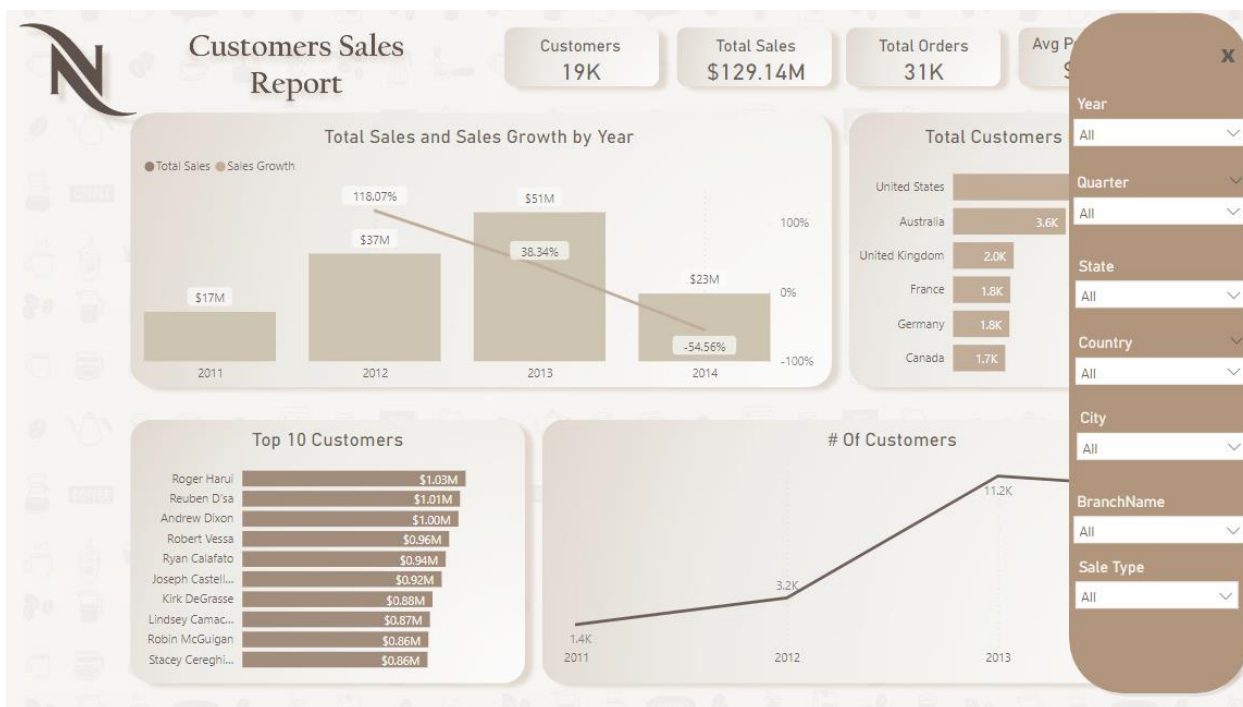 Customers Sales
Report
Customers
19K
Total Sales
$129.14M
Total Orders
31K
Avg
$
X
Total Sales and Sales Growth by Year
Total Sales Sales Growth
118.07%
$51M
100%
$37M
38.34%
$23M
$17M
0%
-54.56%
-100%
2011 2012 2013 2014
Total Customers
United States
Australia 3.6K
United Kingdom 2.0K
France 1.8K
Germany 1.8K
Canada 1.7K
Top 10 Customers
Roger Harui $1.03M
Reuben D'sa $1.01M
Andrew Dixon $1.00M
Robert Vessa $0.96M
Ryan Calafato $0.94M
Joseph Castell... $0.92M
Kirk DeGrasse $0.88M
Lindsey Camac... $0.87M
Robin McGuigan $0.86M
Stacey Cereghi... $0.86M
# Of Customers
11.2K
3.2K
1.4K
2011 2012 2013
Year
All
Quarter
All
State
All
Country
All
City
All
BranchName
All
Sale Type
All